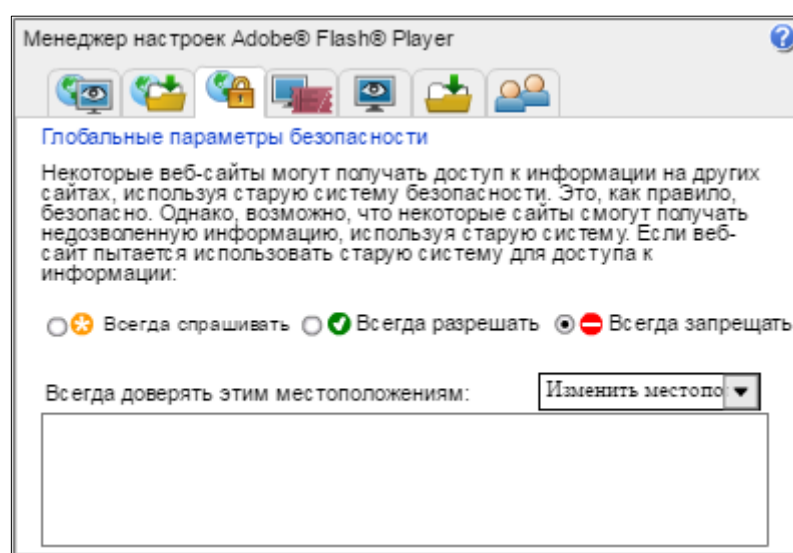 Менеджер настроек Adobe® Flash® Player
?
Глобальные параметры безопасности
Некоторые веб-сайты могут получать доступ к информации на других
сайтах, используя старую систему безопасности. Это, как правило,
безопасно. Однако, возможно, что некоторые сайты смогут получать
недозволенную информацию, используя старую систему. Если веб-
сайт пытается использовать старую систему для доступа к
информации:
Всегда спрашивать Всегда разрешать Всегда запрещать
Всегда доверять этим местоположениям: Изменить местопо